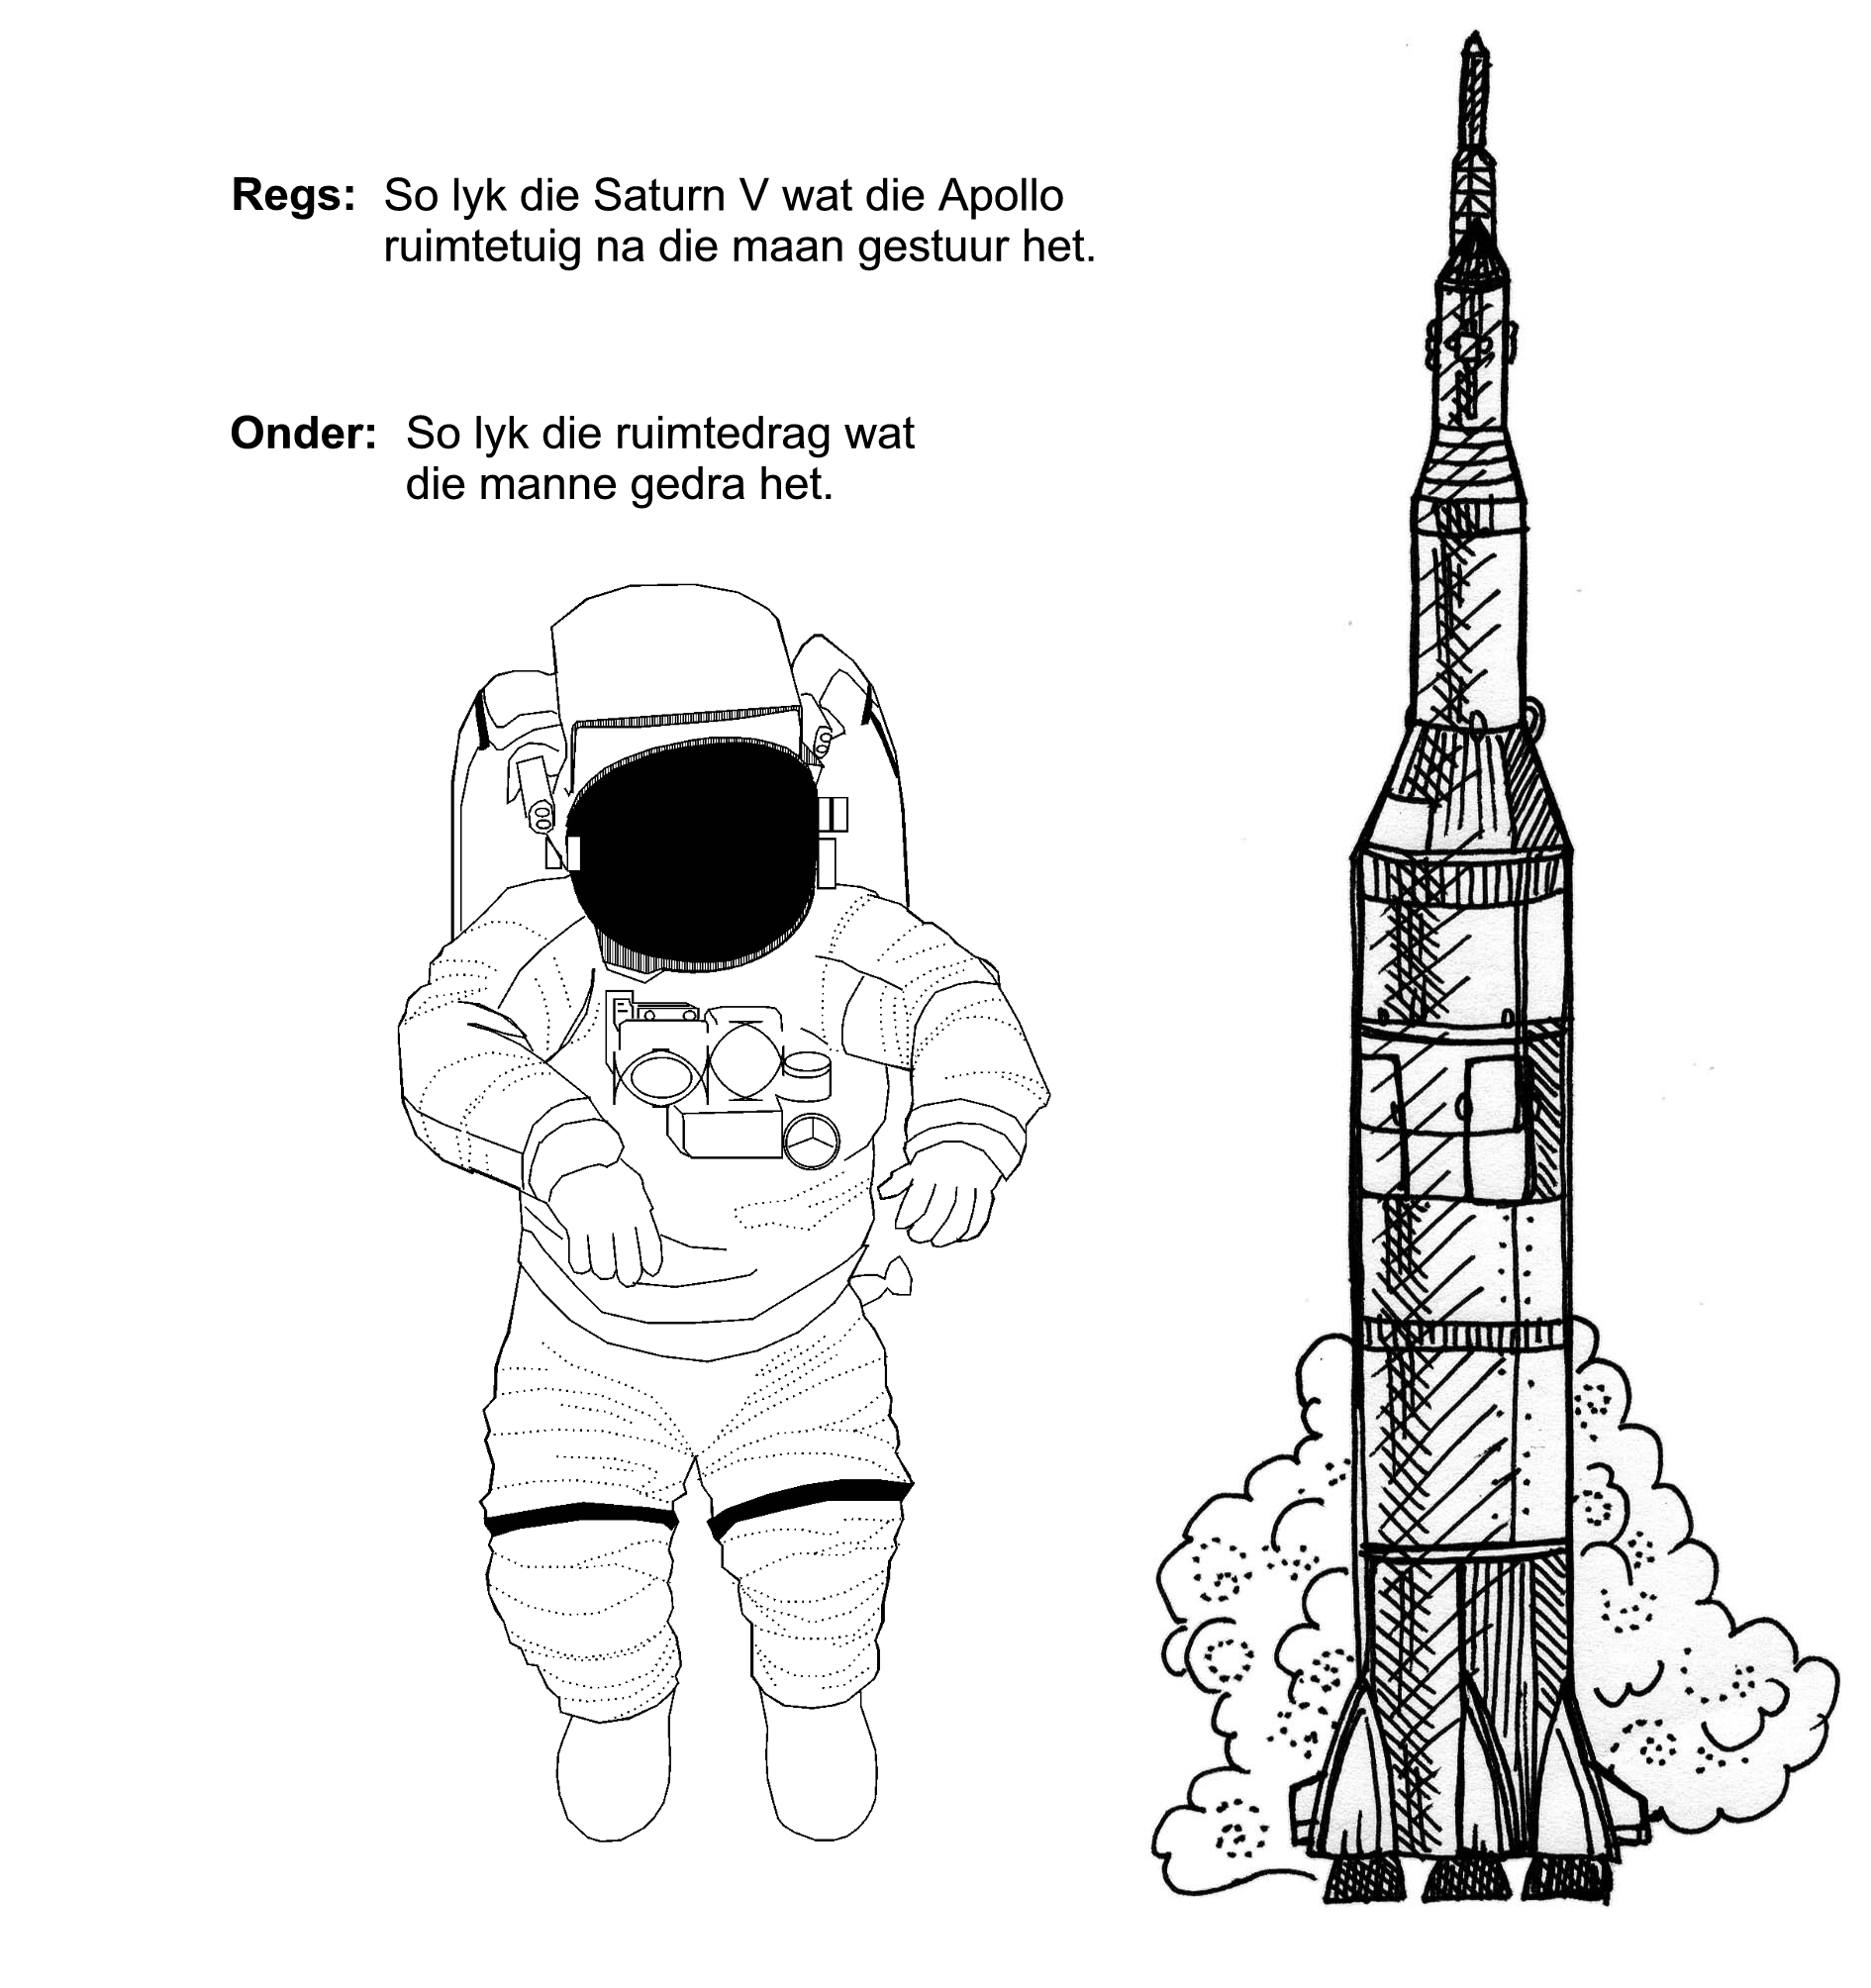 Regs: So lyk die Saturn V wat die Apollo
ruimtetuig na die maan gestuur het.
Onder: So lyk die ruimtedrag wat
die manne gedra het.